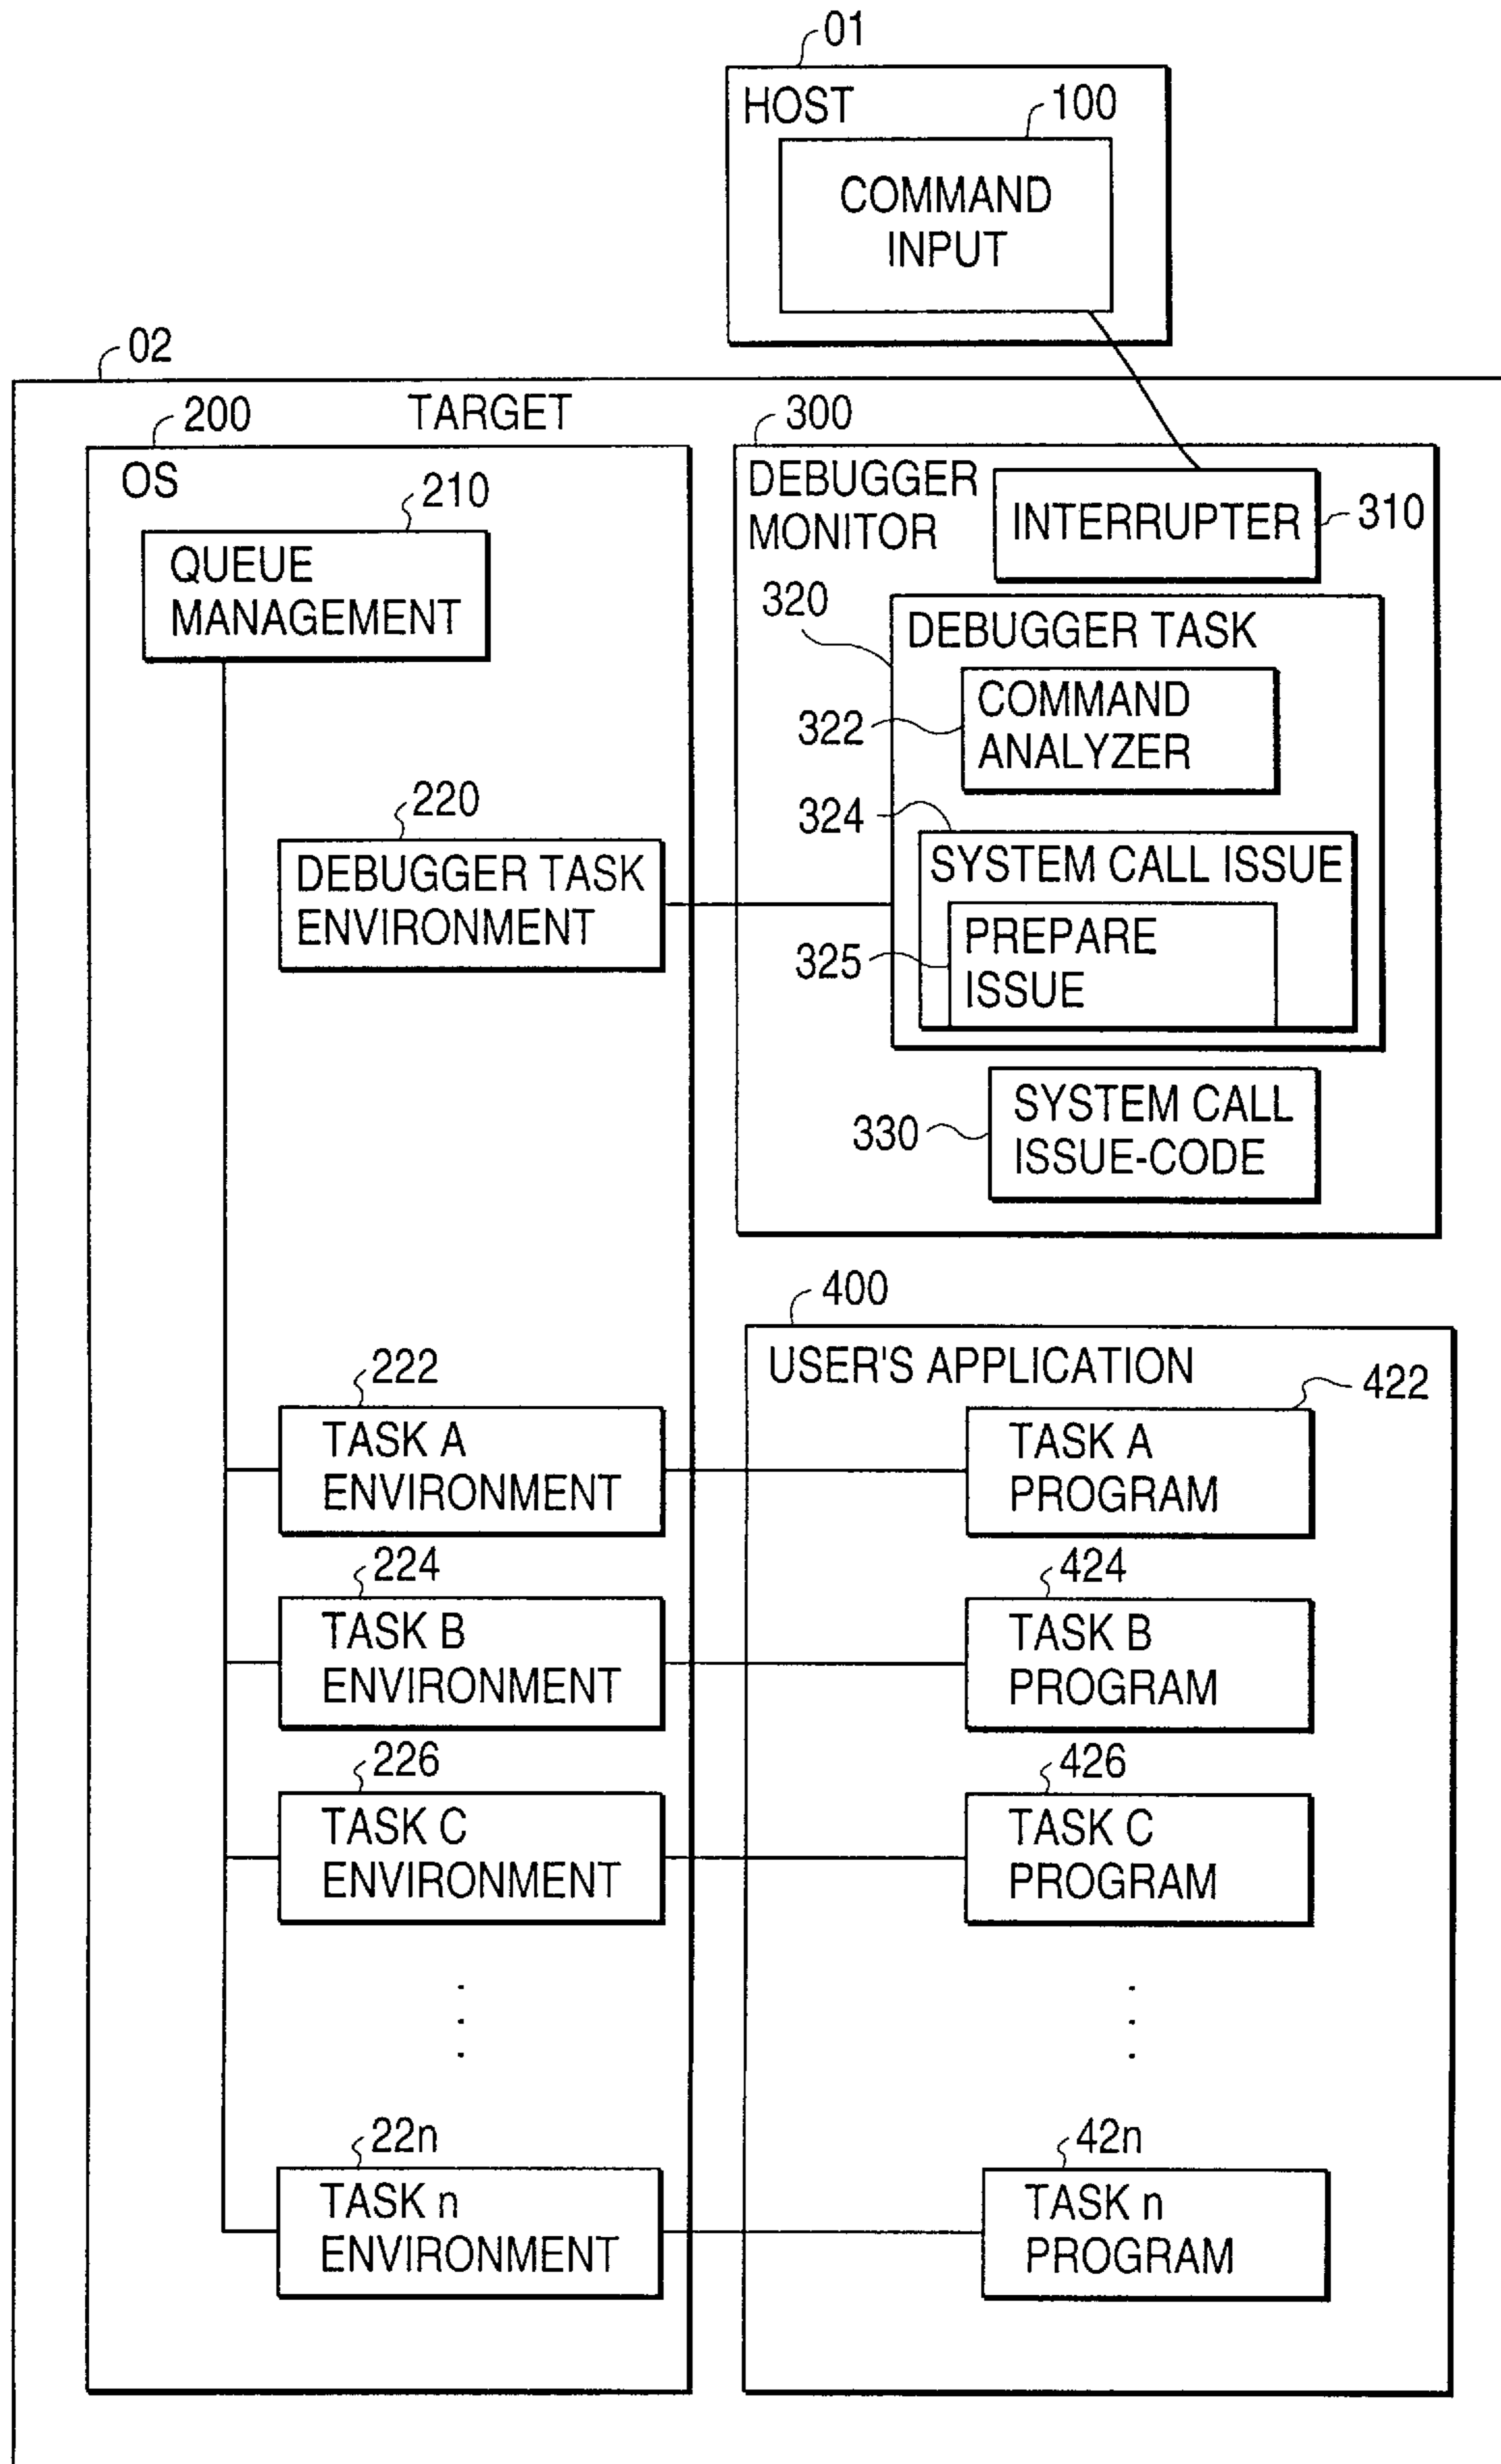 01
HOST
100
COMMAND
INPUT
02
TARGET
200
OS
210
QUEUE
MANAGEMENT
300
DEBUGGER
MONITOR
INTERRUPTER
310
320
DEBUGGER TASK
322
COMMAND
ANALYZER
324
SYSTEM CALL ISSUE
325
PREPARE
ISSUE
220
DEBUGGER TASK
ENVIRONMENT
330
SYSTEM CALL
ISSUE-CODE
400
USER'S APPLICATION
222
TASK A
ENVIRONMENT
422
TASK A
PROGRAM
224
TASK B
ENVIRONMENT
424
TASK B
PROGRAM
226
TASK C
ENVIRONMENT
426
TASK C
PROGRAM
22n
TASK n
ENVIRONMENT
42n
TASK n
PROGRAM